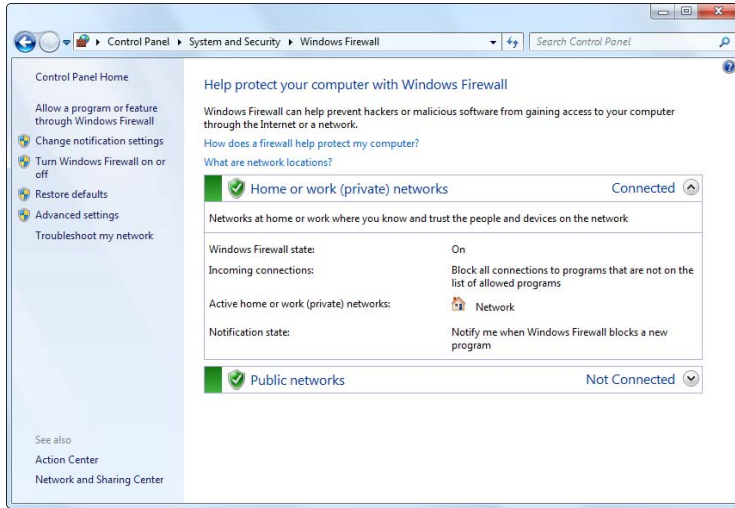 Control Panel ▸ System and Security ▸ Windows Firewall
Search Control Panel
Control Panel Home
Allow a program or feature
through Windows Firewall
Change notification settings
Turn Windows Firewall on or
off
Restore defaults
Advanced settings
Troubleshoot my network
See also
Action Center
Network and Sharing Center
Help protect your computer with Windows Firewall
Windows Firewall can help prevent hackers or malicious software from gaining access to your computer
through the Internet or a network.
How does a firewall help protect my computer?
What are network locations?
Home or work (private) networks
Connected
Networks at home or work where you know and trust the people and devices on the network
Windows Firewall state:
On
Incoming connections:
Block all connections to programs that are not on the
list of allowed programs
Active home or work (private) networks:
Network
Notification state:
Notify me when Windows Firewall blocks a new
program
Public networks
Not Connected